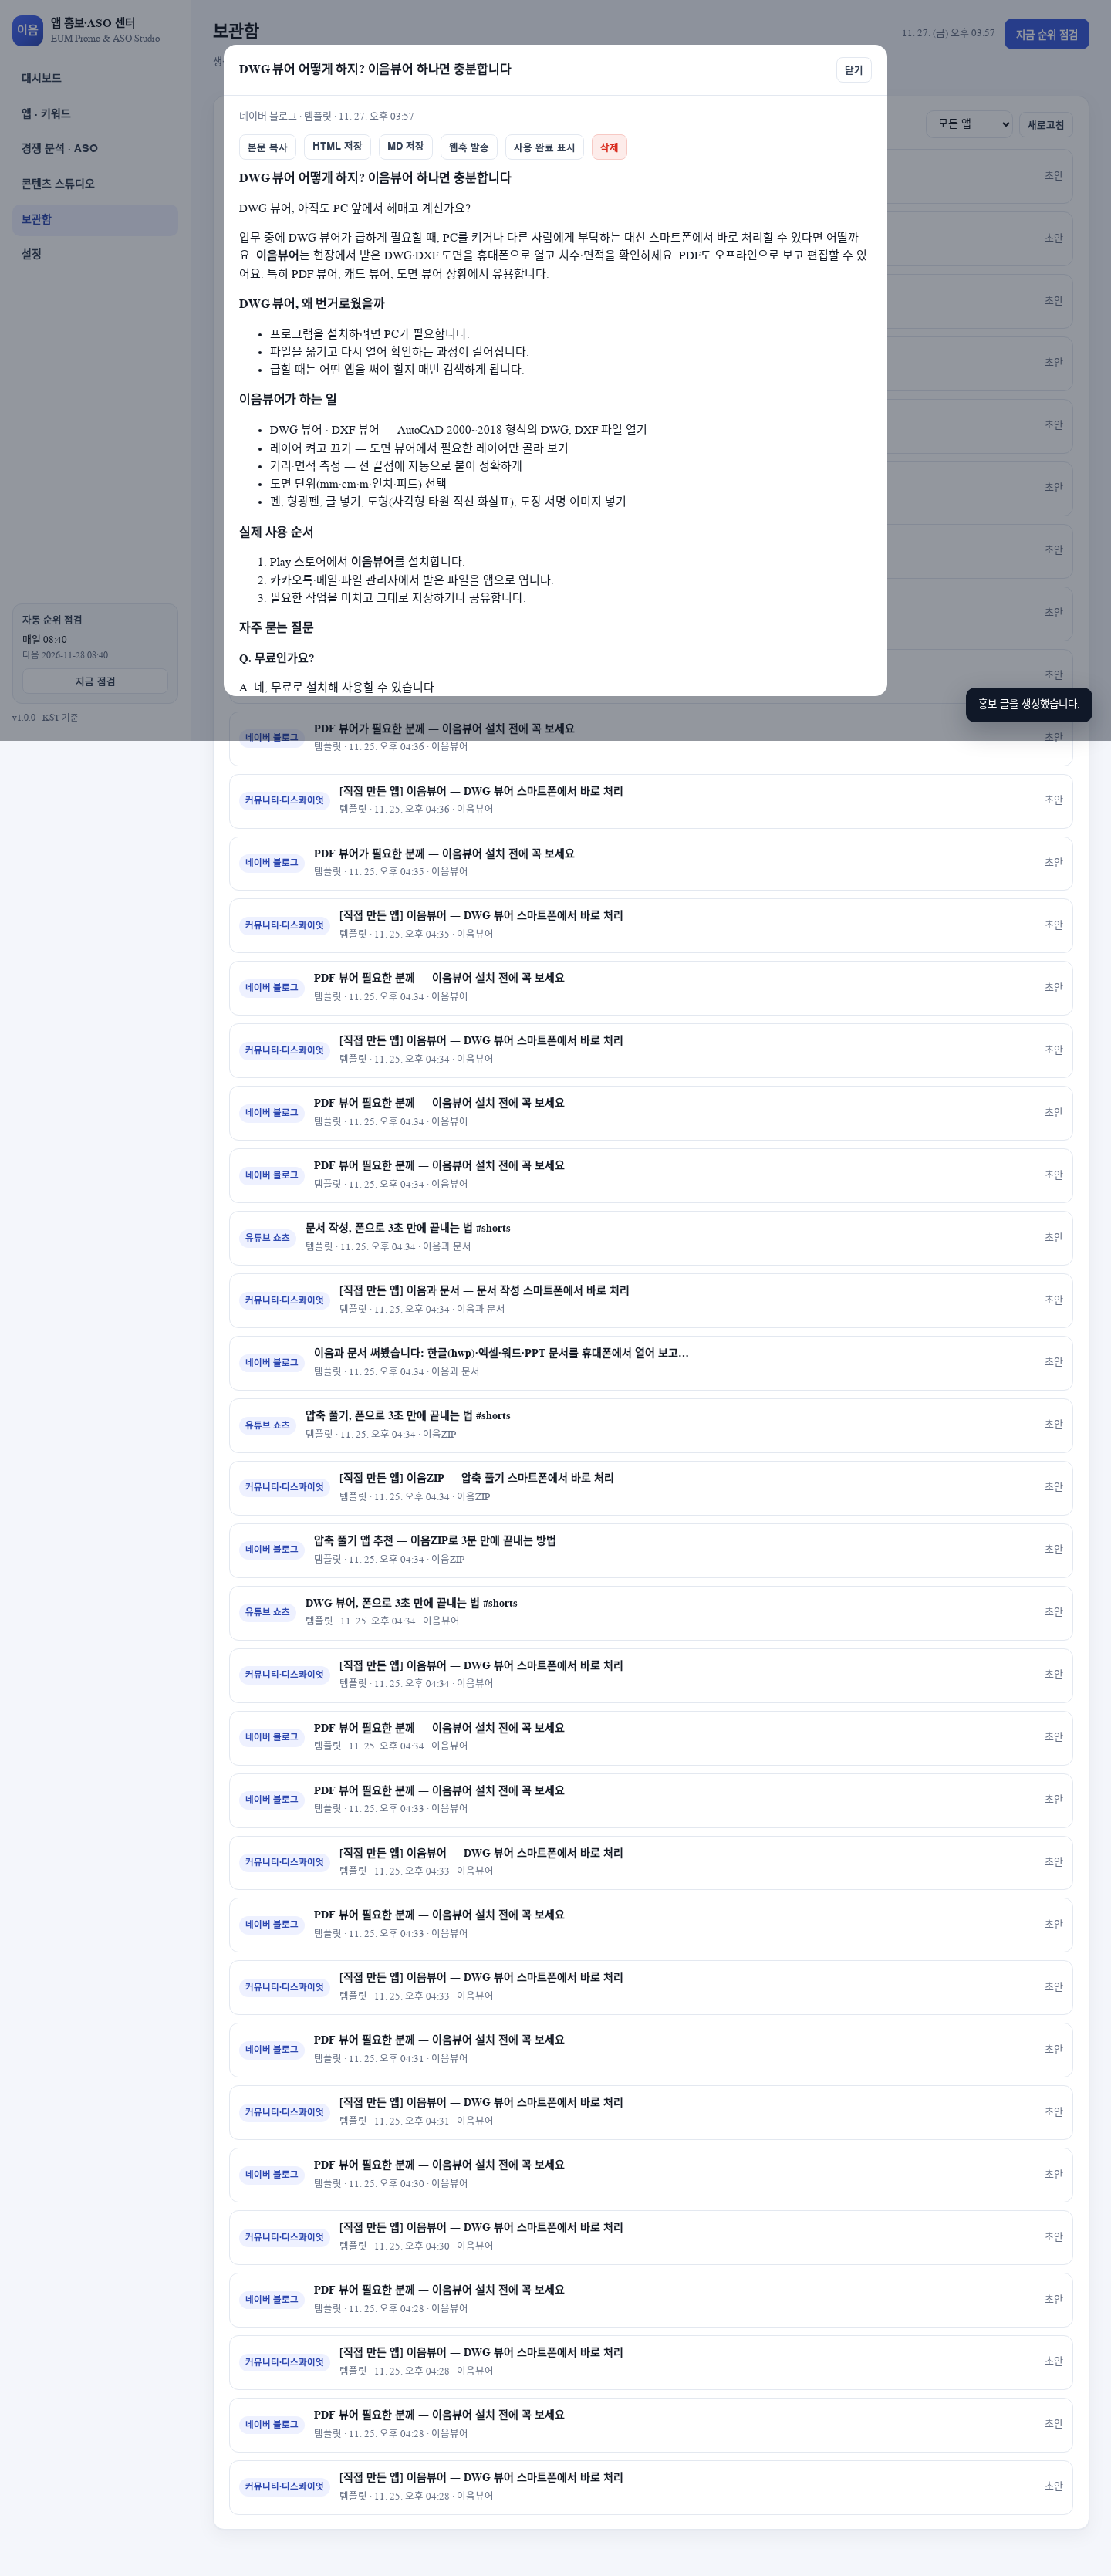 이음
앱 홍보·ASO 센터
EUM Promo & ASO Studio
대시보드
앱 · 키워드
경쟁 분석 · ASO
콘텐츠 스튜디오
보관함
설정
자동 순위 점검
매일 08:40
다음 2026-11-28 08:40
지금 점검
v1.0.0 · KST 기준
보관함
11. 27. (금) 오후 03:57
지금 순위 점검
모든 앱
새로고침
DWG 뷰어 어떻게 하지? 이음뷰어 하나면 충분합니다
닫기
네이버 블로그 · 템플릿 · 11. 27. 오후 03:57
본문 복사
HTML 저장
MD 저장
웹훅 발송
사용 완료 표시
삭제
DWG 뷰어 어떻게 하지? 이음뷰어 하나면 충분합니다
DWG 뷰어, 아직도 PC 앞에서 헤매고 계신가요?
업무 중에 DWG 뷰어가 급하게 필요할 때, PC를 켜거나 다른 사람에게 부탁하는 대신 스마트폰에서 바로 처리할 수 있다면 어떨까
요. 이음뷰어는 현장에서 받은 DWG·DXF 도면을 휴대폰으로 열고 치수·면적을 확인하세요. PDF도 오프라인으로 보고 편집할 수 있
어요. 특히 PDF 뷰어, 캐드 뷰어, 도면 뷰어 상황에서 유용합니다.
DWG 뷰어, 왜 번거로웠을까
• 프로그램을 설치하려면 PC가 필요합니다.
• 파일을 옮기고 다시 열어 확인하는 과정이 길어집니다.
• 급할 때는 어떤 앱을 써야 할지 매번 검색하게 됩니다.
이음뷰어가 하는 일
• DWG 뷰어 · DXF 뷰어 — AutoCAD 2000~2018 형식의 DWG, DXF 파일 열기
• 레이어 켜고 끄기 — 도면 뷰어에서 필요한 레이어만 골라 보기
• 거리·면적 측정 — 선 끝점에 자동으로 붙어 정확하게
• 도면 단위(mm·cm·m·인치·피트) 선택
• 펜, 형광펜, 글 넣기, 도형(사각형·타원·직선·화살표), 도장·서명 이미지 넣기
실제 사용 순서
1. Play 스토어에서 이음뷰어를 설치합니다.
2. 카카오톡·메일·파일 관리자에서 받은 파일을 앱으로 엽니다.
3. 필요한 작업을 마치고 그대로 저장하거나 공유합니다.
자주 묻는 질문
Q. 무료인가요?
A. 네, 무료로 설치해 사용할 수 있습니다.
초안
초안
초안
초안
초안
초안
초안
초안
초안
홍보 글을 생성했습니다.
네이버 블로그
PDF 뷰어가 필요한 분께 — 이음뷰어 설치 전에 꼭 보세요
템플릿 · 11. 25. 오후 04:36 · 이음뷰어
초안
커뮤니티·디스콰이엇
[직접 만든 앱] 이음뷰어 — DWG 뷰어 스마트폰에서 바로 처리
템플릿 · 11. 25. 오후 04:36 · 이음뷰어
초안
네이버 블로그
PDF 뷰어가 필요한 분께 — 이음뷰어 설치 전에 꼭 보세요
템플릿 · 11. 25. 오후 04:35 · 이음뷰어
초안
커뮤니티·디스콰이엇
[직접 만든 앱] 이음뷰어 — DWG 뷰어 스마트폰에서 바로 처리
템플릿 · 11. 25. 오후 04:35 · 이음뷰어
초안
네이버 블로그
PDF 뷰어 필요한 분께 — 이음뷰어 설치 전에 꼭 보세요
템플릿 · 11. 25. 오후 04:34 · 이음뷰어
초안
커뮤니티·디스콰이엇
[직접 만든 앱] 이음뷰어 — DWG 뷰어 스마트폰에서 바로 처리
템플릿 · 11. 25. 오후 04:34 · 이음뷰어
초안
네이버 블로그
PDF 뷰어 필요한 분께 — 이음뷰어 설치 전에 꼭 보세요
템플릿 · 11. 25. 오후 04:34 · 이음뷰어
초안
네이버 블로그
PDF 뷰어 필요한 분께 — 이음뷰어 설치 전에 꼭 보세요
템플릿 · 11. 25. 오후 04:34 · 이음뷰어
초안
유튜브 쇼츠
문서 작성, 폰으로 3초 만에 끝내는 법 #shorts
템플릿 · 11. 25. 오후 04:34 · 이음과 문서
초안
커뮤니티·디스콰이엇
[직접 만든 앱] 이음과 문서 — 문서 작성 스마트폰에서 바로 처리
템플릿 · 11. 25. 오후 04:34 · 이음과 문서
초안
네이버 블로그
이음과 문서 써봤습니다: 한글(hwp)·엑셀·워드·PPT 문서를 휴대폰에서 열어 보고…
템플릿 · 11. 25. 오후 04:34 · 이음과 문서
초안
유튜브 쇼츠
압축 풀기, 폰으로 3초 만에 끝내는 법 #shorts
템플릿 · 11. 25. 오후 04:34 · 이음ZIP
초안
커뮤니티·디스콰이엇
[직접 만든 앱] 이음ZIP — 압축 풀기 스마트폰에서 바로 처리
템플릿 · 11. 25. 오후 04:34 · 이음ZIP
초안
네이버 블로그
압축 풀기 앱 추천 — 이음ZIP로 3분 만에 끝내는 방법
템플릿 · 11. 25. 오후 04:34 · 이음ZIP
초안
유튜브 쇼츠
DWG 뷰어, 폰으로 3초 만에 끝내는 법 #shorts
템플릿 · 11. 25. 오후 04:34 · 이음뷰어
초안
커뮤니티·디스콰이엇
[직접 만든 앱] 이음뷰어 — DWG 뷰어 스마트폰에서 바로 처리
템플릿 · 11. 25. 오후 04:34 · 이음뷰어
초안
네이버 블로그
PDF 뷰어 필요한 분께 — 이음뷰어 설치 전에 꼭 보세요
템플릿 · 11. 25. 오후 04:34 · 이음뷰어
초안
네이버 블로그
PDF 뷰어 필요한 분께 — 이음뷰어 설치 전에 꼭 보세요
템플릿 · 11. 25. 오후 04:33 · 이음뷰어
초안
커뮤니티·디스콰이엇
[직접 만든 앱] 이음뷰어 — DWG 뷰어 스마트폰에서 바로 처리
템플릿 · 11. 25. 오후 04:33 · 이음뷰어
초안
네이버 블로그
PDF 뷰어 필요한 분께 — 이음뷰어 설치 전에 꼭 보세요
템플릿 · 11. 25. 오후 04:33 · 이음뷰어
초안
커뮤니티·디스콰이엇
[직접 만든 앱] 이음뷰어 — DWG 뷰어 스마트폰에서 바로 처리
템플릿 · 11. 25. 오후 04:33 · 이음뷰어
초안
네이버 블로그
PDF 뷰어 필요한 분께 — 이음뷰어 설치 전에 꼭 보세요
템플릿 · 11. 25. 오후 04:31 · 이음뷰어
초안
커뮤니티·디스콰이엇
[직접 만든 앱] 이음뷰어 — DWG 뷰어 스마트폰에서 바로 처리
템플릿 · 11. 25. 오후 04:31 · 이음뷰어
초안
네이버 블로그
PDF 뷰어 필요한 분께 — 이음뷰어 설치 전에 꼭 보세요
템플릿 · 11. 25. 오후 04:30 · 이음뷰어
초안
커뮤니티·디스콰이엇
[직접 만든 앱] 이음뷰어 — DWG 뷰어 스마트폰에서 바로 처리
템플릿 · 11. 25. 오후 04:30 · 이음뷰어
초안
네이버 블로그
PDF 뷰어 필요한 분께 — 이음뷰어 설치 전에 꼭 보세요
템플릿 · 11. 25. 오후 04:28 · 이음뷰어
초안
커뮤니티·디스콰이엇
[직접 만든 앱] 이음뷰어 — DWG 뷰어 스마트폰에서 바로 처리
템플릿 · 11. 25. 오후 04:28 · 이음뷰어
초안
네이버 블로그
PDF 뷰어 필요한 분께 — 이음뷰어 설치 전에 꼭 보세요
템플릿 · 11. 25. 오후 04:28 · 이음뷰어
초안
커뮤니티·디스콰이엇
[직접 만든 앱] 이음뷰어 — DWG 뷰어 스마트폰에서 바로 처리
템플릿 · 11. 25. 오후 04:28 · 이음뷰어
초안